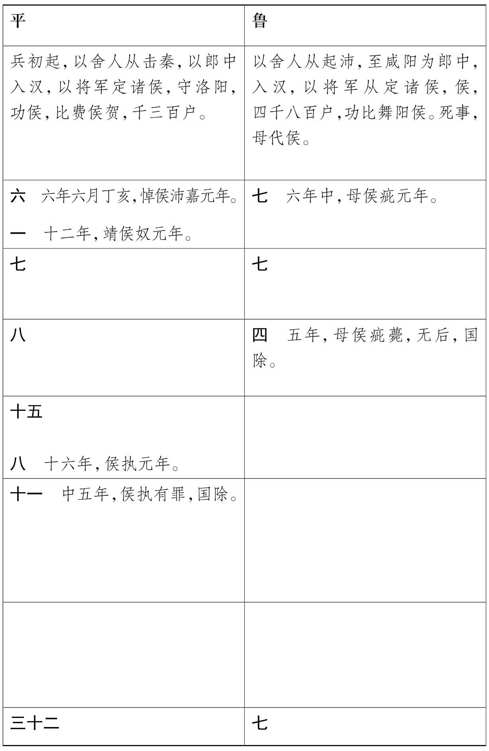 平
鲁
兵初起，以舍人从击秦，以郎中
入汉，以将军定诸侯，守洛阳，
功侯，比费侯贺，千三百户。
以舍人从起沛，至咸阳为郎中，
入汉，以将军从定诸侯，侯，
四千八百户，功比舞阳侯。死事，
母代侯。
六 六年六月丁亥，悼侯沛嘉元年。
一 十二年，靖侯奴元年。
七 六年中，母侯疵元年。
七
七
八
四 五年，母侯疵薨，无后，国
除。
十五
八 十六年，侯执元年。
十一 中五年，侯执有罪，国除。
三十二
七